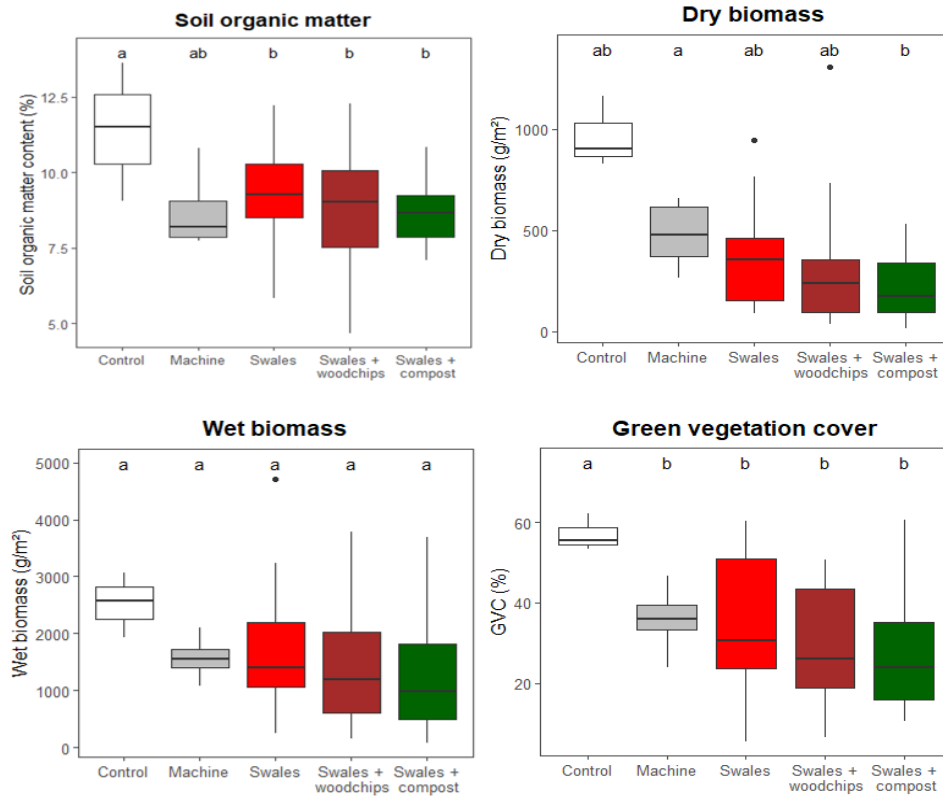 Soil organic matter
a ab b b b
Soil organic matter content (%)
12.5
10.0
7.5
5.0
Control Machine Swales Swales + woodchips Swales + compost
Dry biomass
ab a ab ab b
Dry biomass (g/m²)
1000
500
0
Control Machine Swales Swales + woodchips Swales + compost
Wet biomass
a a a a a
Wet biomass (g/m²)
5000
4000
3000
2000
1000
0
Control Machine Swales Swales + woodchips Swales + compost
Green vegetation cover
a b b b b
GVC (%)
60
40
20
Control Machine Swales Swales + woodchips Swales + compost